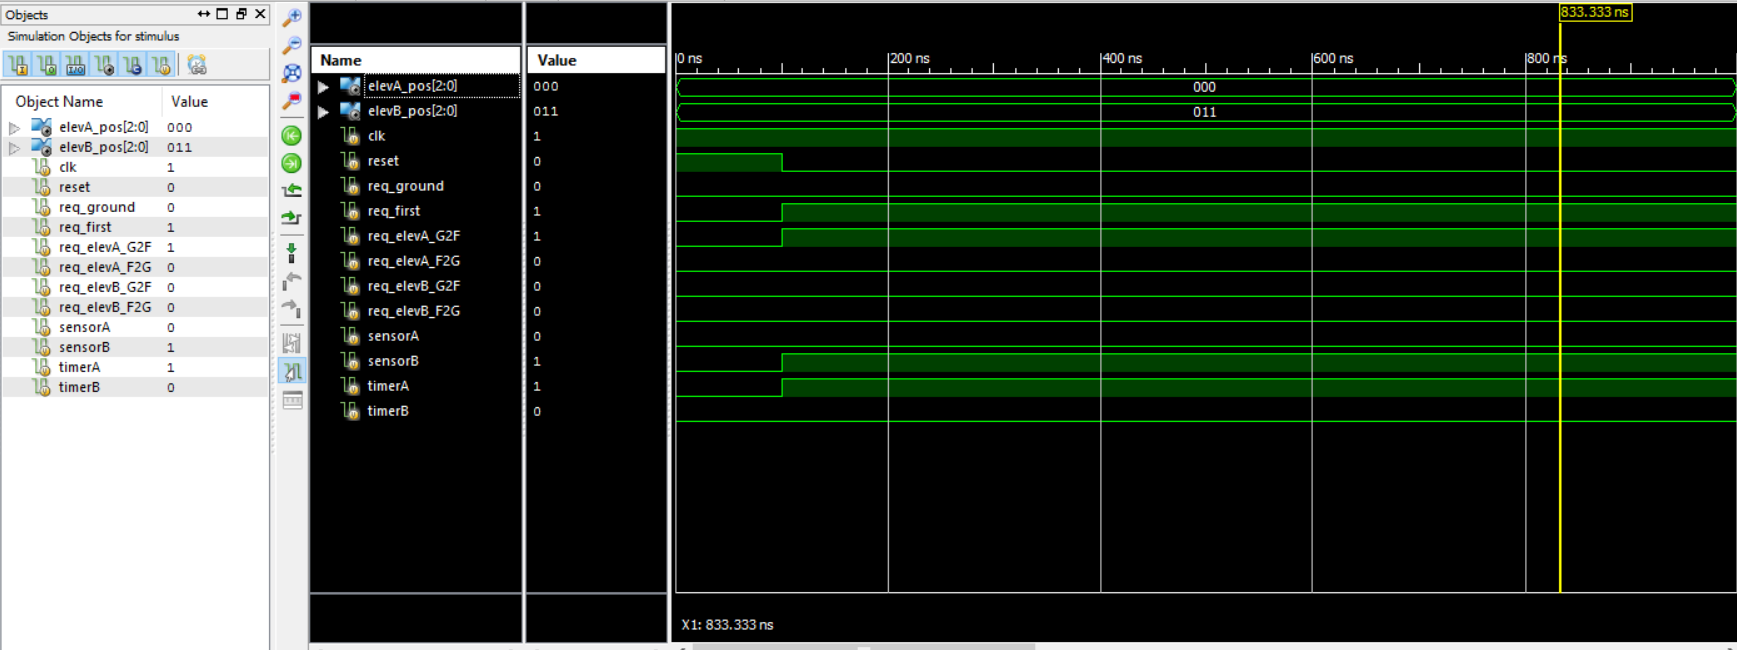 Objects
Simulation Objects for stimulus
Object Name Value
elevA_pos[2:0] 000
elevB_pos[2:0] 011
clk 1
reset 0
req_ground 0
req_first 1
req_elevA_G2F 1
req_elevA_F2G 0
req_elevB_G2F 0
req_elevB_F2G 0
sensorA 0
sensorB 1
timerA 1
timerB 0
833.333 ns
Name Value
0 ns 200 ns 400 ns 600 ns 800 ns
elevA_pos[2:0] 000 000
elevB_pos[2:0] 011 011
clk 1
reset 0
req_ground 0
req_first 1
req_elevA_G2F 1
req_elevA_F2G 0
req_elevB_G2F 0
req_elevB_F2G 0
sensorA 0
sensorB 1
timerA 1
timerB 0
X1: 833.333 ns